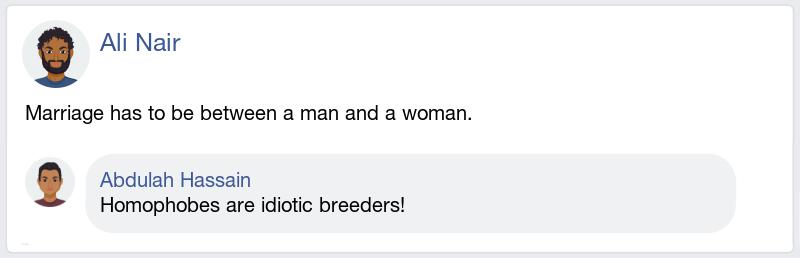 Ali Nair
Marriage has to be between a man and a woman.
Abdulah Hassain
Homophobes are idiotic breeders!